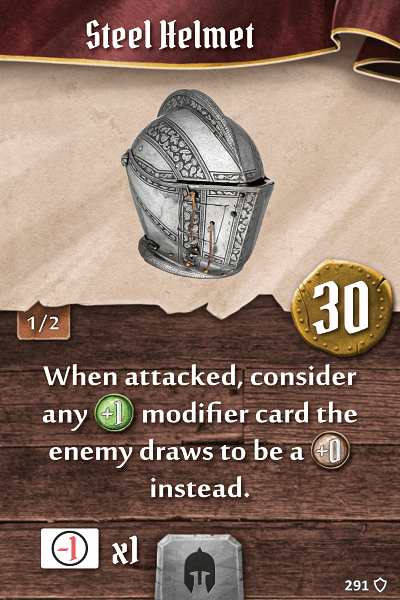 Steel Helmet
1/2
30
When attacked, consider
any +1 modifier card the
enemy draws to be a +0
instead.
-1 x1
291